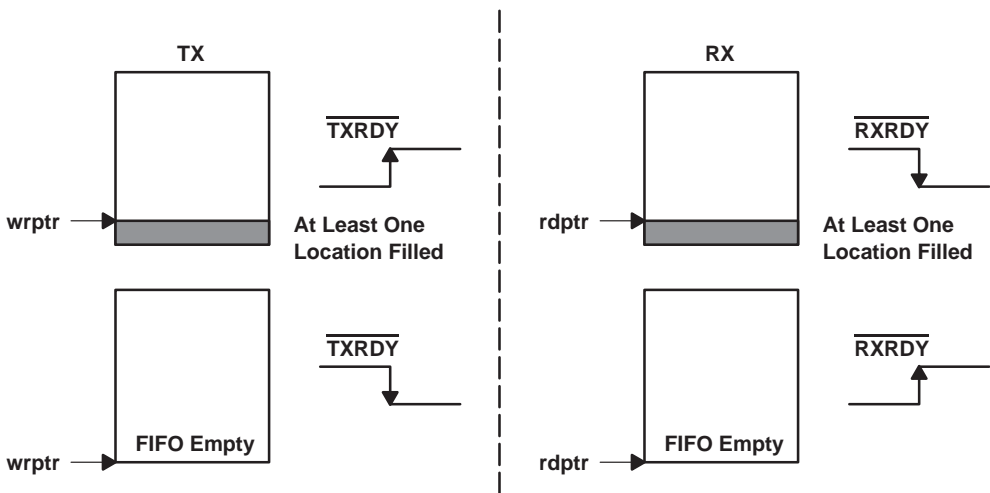 TX
TXRDY
wrptr
At Least One
Location Filled
TXRDY
FIFO Empty
wrptr
RX
RXRDY
rdptr
At Least One
Location Filled
RXRDY
FIFO Empty
rdptr